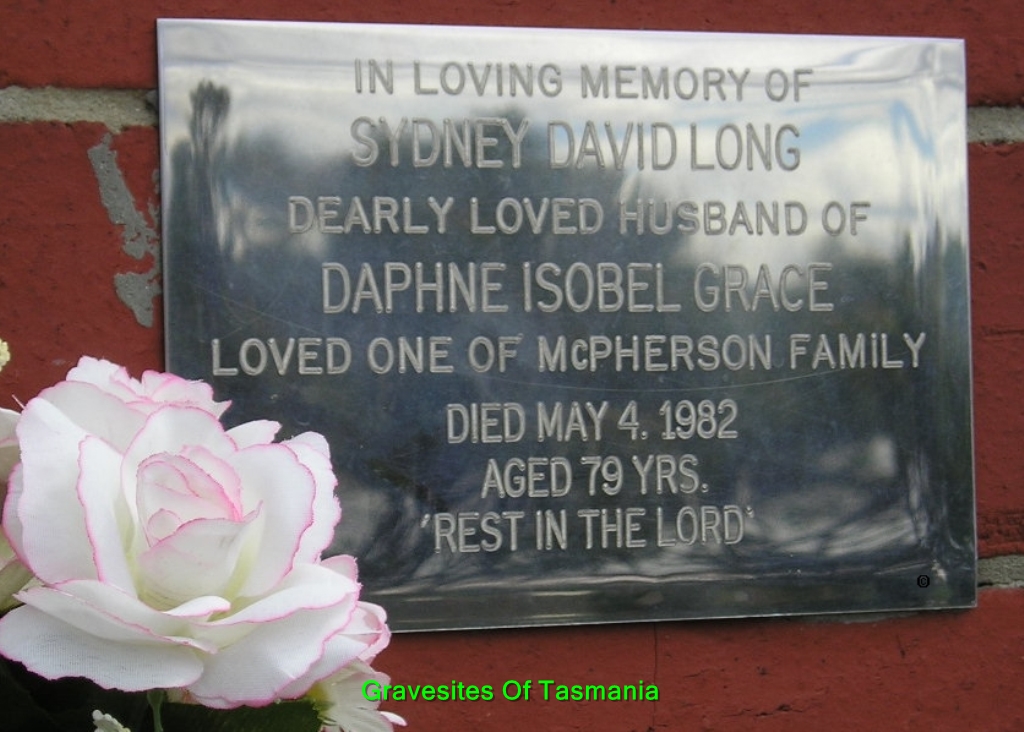 IN LOVING MEMORY OF
SYDNEY DAVID LONG
DEARLY LOVED HUSBAND OF
DAPHNE ISOBEL GRACE
LOVED ONE OF McPHERSON FAMiLY
DIED MAY 4, 1982
AGED 79 YRS.
'REST IN THE LORD'
Gravesites Of Tasmania